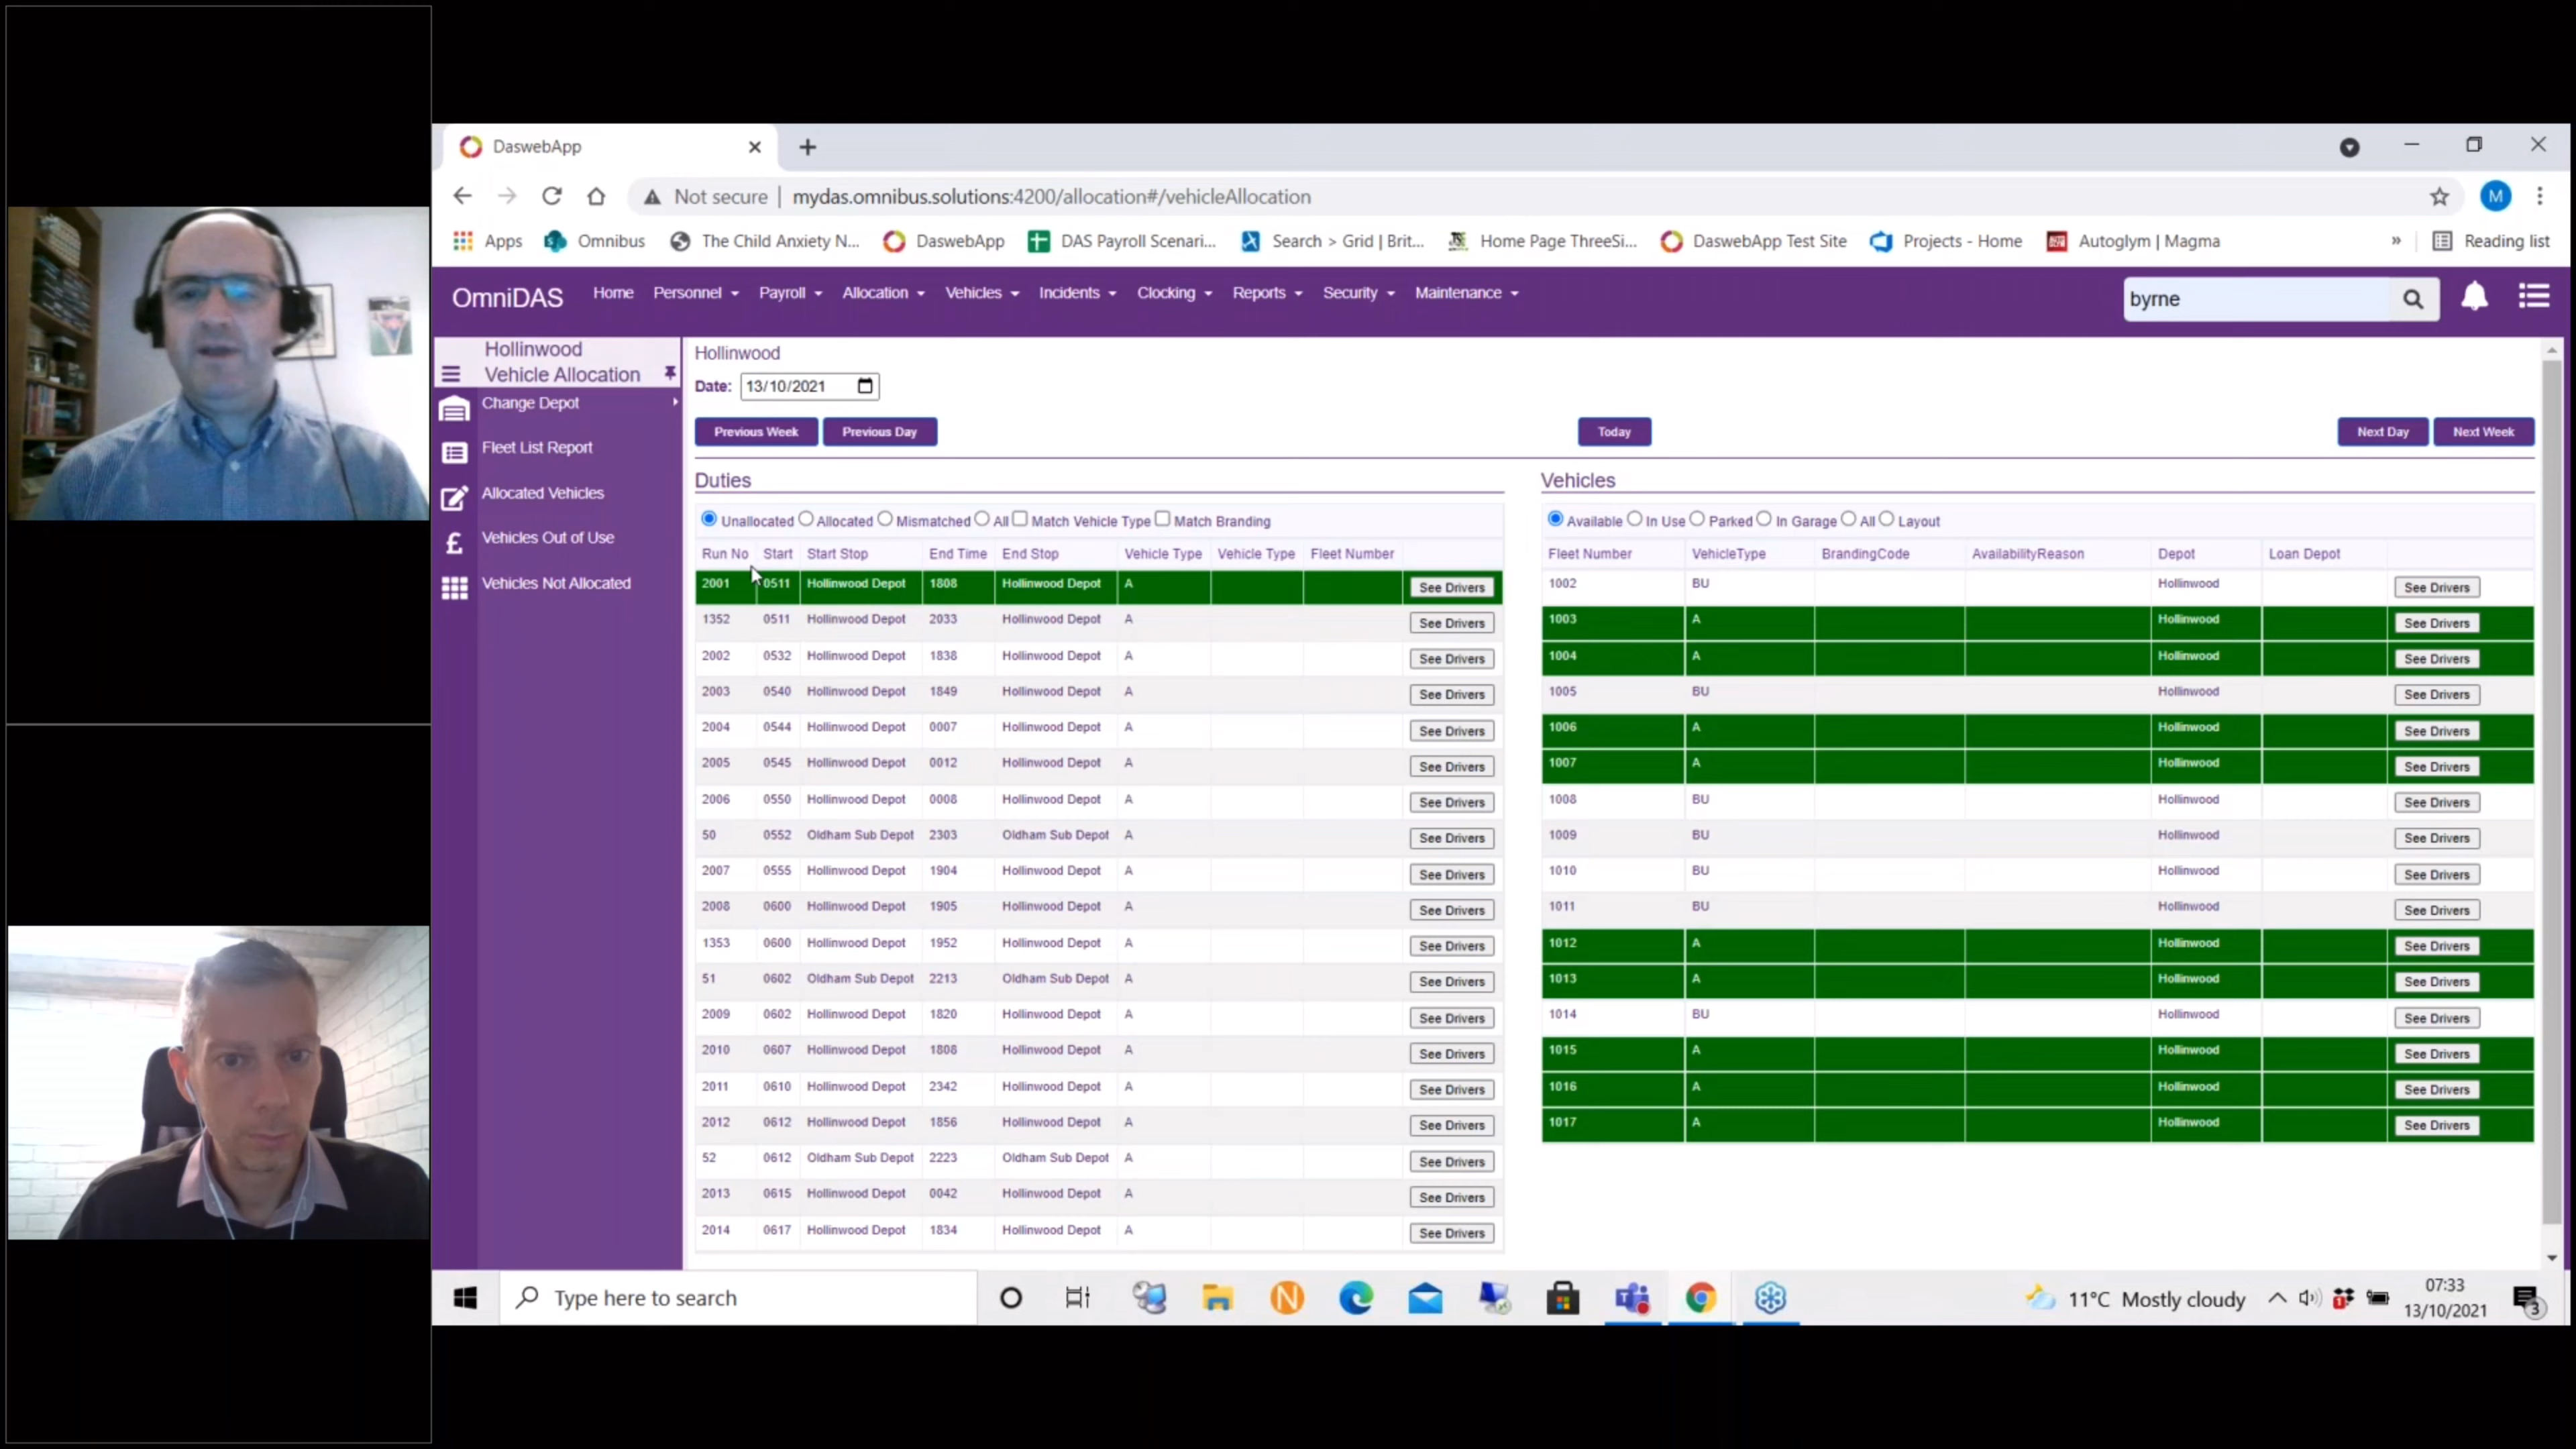 DaswebApp
Not secure | mydas.omnibus.solutions:4200/allocation#/vehicleAllocation
M
Apps Omnibus The Child Anxiety N... DaswebApp DAS Payroll Scenari... Search > Grid | Brit... Home Page ThreeSi... DaswebApp Test Site Projects - Home Autoglym | Magma » Reading list
OmniDAS Home Personnel Payroll Allocation Vehicles Incidents Clocking Reports Security Maintenance byrne
Hollinwood
Vehicle Allocation
Change Depot
Fleet List Report
Allocated Vehicles
£ Vehicles Out of Use
Vehicles Not Allocated
Hollinwood
Date: 13/10/2021
Previous Week Previous Day Today Next Day Next Week
Duties
Unallocated Allocated Mismatched All Match Vehicle Type Match Branding
Run No Start Start Stop End Time End Stop Vehicle Type Vehicle Type Fleet Number
2001 0511 Hollinwood Depot 1808 Hollinwood Depot A See Drivers
1352 0511 Hollinwood Depot 2033 Hollinwood Depot A See Drivers
2002 0532 Hollinwood Depot 1838 Hollinwood Depot A See Drivers
2003 0540 Hollinwood Depot 1849 Hollinwood Depot A See Drivers
2004 0544 Hollinwood Depot 0007 Hollinwood Depot A See Drivers
2005 0545 Hollinwood Depot 0012 Hollinwood Depot A See Drivers
2006 0550 Hollinwood Depot 0008 Hollinwood Depot A See Drivers
50 0552 Oldham Sub Depot 2303 Oldham Sub Depot A See Drivers
2007 0555 Hollinwood Depot 1904 Hollinwood Depot A See Drivers
2008 0600 Hollinwood Depot 1905 Hollinwood Depot A See Drivers
1353 0600 Hollinwood Depot 1952 Hollinwood Depot A See Drivers
51 0602 Oldham Sub Depot 2213 Oldham Sub Depot A See Drivers
2009 0602 Hollinwood Depot 1820 Hollinwood Depot A See Drivers
2010 0607 Hollinwood Depot 1808 Hollinwood Depot A See Drivers
2011 0610 Hollinwood Depot 2342 Hollinwood Depot A See Drivers
2012 0612 Hollinwood Depot 1856 Hollinwood Depot A See Drivers
52 0612 Oldham Sub Depot 2223 Oldham Sub Depot A See Drivers
2013 0615 Hollinwood Depot 0042 Hollinwood Depot A See Drivers
2014 0617 Hollinwood Depot 1834 Hollinwood Depot A See Drivers
Vehicles
Available In Use Parked In Garage All Layout
Fleet Number VehicleType BrandingCode AvailabilityReason Depot Loan Depot
1002 BU Hollinwood See Drivers
1003 A Hollinwood See Drivers
1004 A Hollinwood See Drivers
1005 BU Hollinwood See Drivers
1006 A Hollinwood See Drivers
1007 A Hollinwood See Drivers
1008 BU Hollinwood See Drivers
1009 BU Hollinwood See Drivers
1010 BU Hollinwood See Drivers
1011 BU Hollinwood See Drivers
1012 A Hollinwood See Drivers
1013 A Hollinwood See Drivers
1014 BU Hollinwood See Drivers
1015 A Hollinwood See Drivers
1016 A Hollinwood See Drivers
1017 A Hollinwood See Drivers
Type here to search
11°C Mostly cloudy
07:33
13/10/2021
3